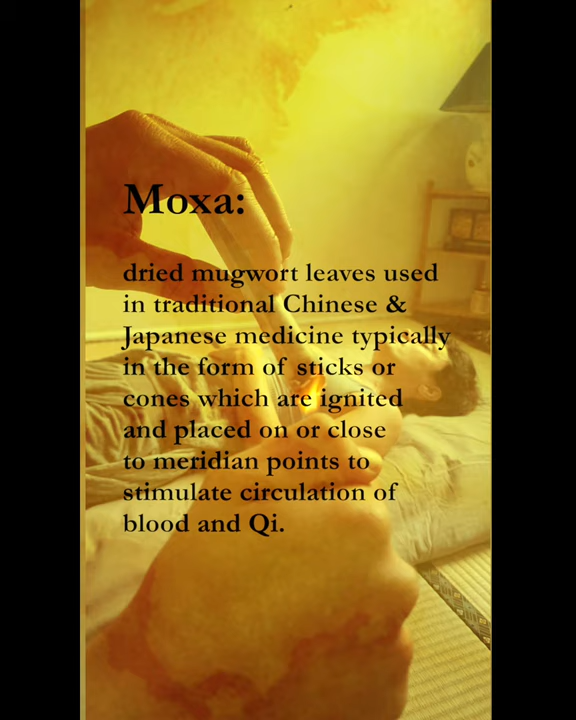 Moxa:
dried mugwort leaves used
in traditional Chinese &
Japanese medicine typically
in the form of sticks or
cones which are ignited
and placed on or close
to meridian points to
stimulate circulation of
blood and Qi.